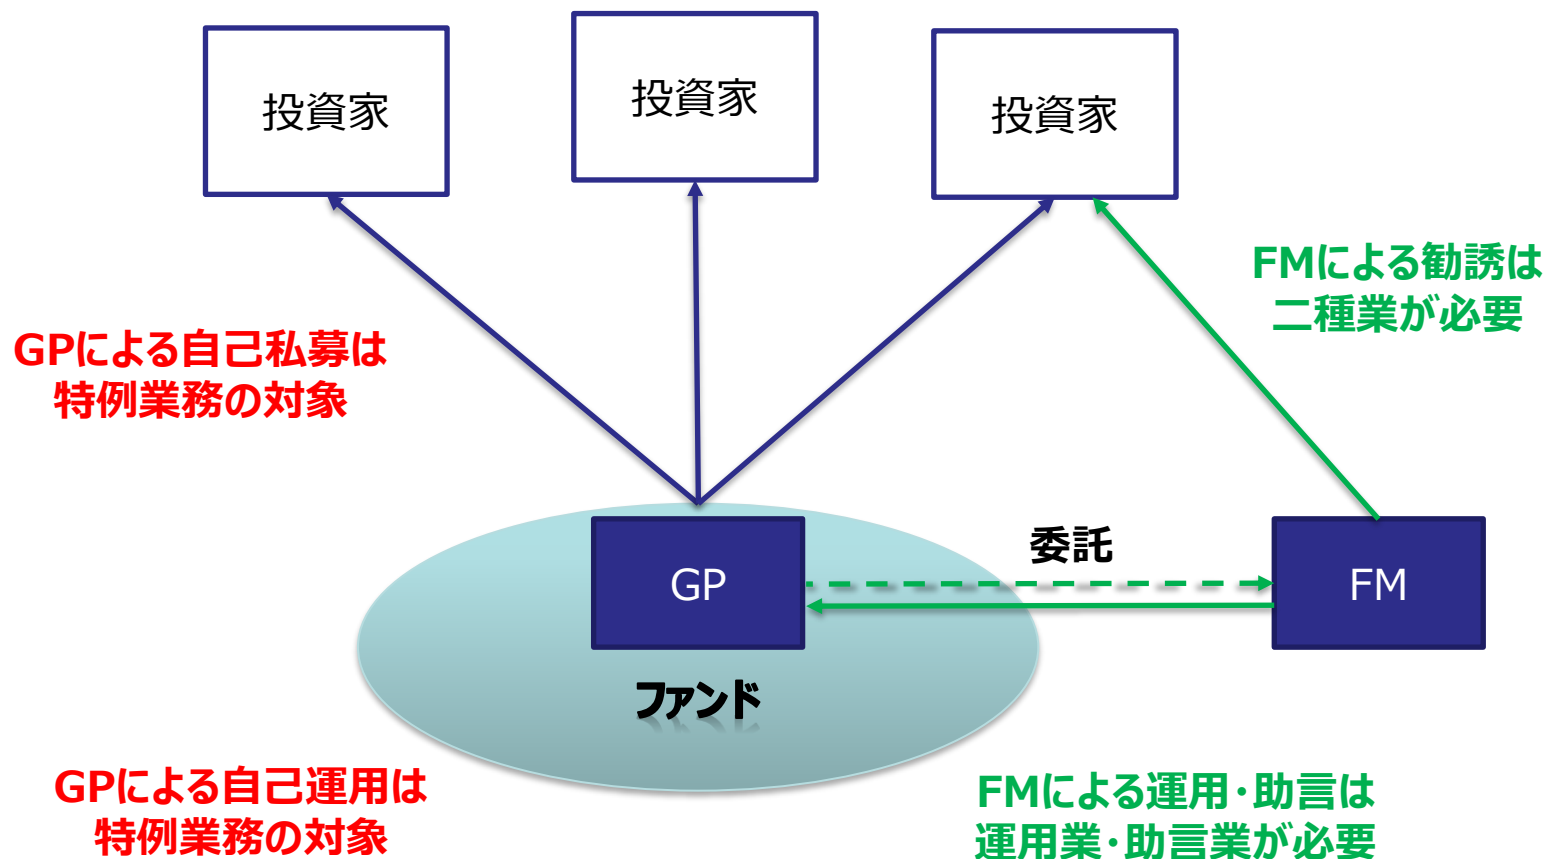 投資家
投資家
投資家
FMによる勧誘は
二種業が必要
GPによる自己私募は
特例業務の対象
委託
GP
FM
ファンド
GPによる自己運用は
特例業務の対象
FMによる運用・助言は
運用業・助言業が必要